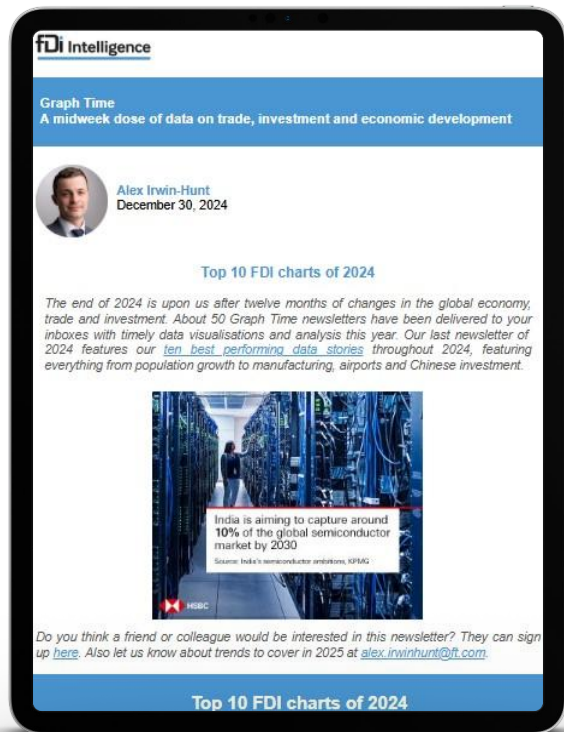 fDi Intelligence
Graph Time
A midweek dose of data on trade, investment and economic development
Alex Irwin-Hunt
December 30, 2024
Top 10 FDI charts of 2024
The end of 2024 is upon us after twelve months of changes in the global economy,
trade and investment. About 50 Graph Time newsletters have been delivered to your
inboxes with timely data visualisations and analysis this year. Our last newsletter of
2024 features our ten best performing data stories throughout 2024, featuring
everything from population growth to manufacturing, airports and Chinese investment.
India is aiming to capture around
10% of the global semiconductor
market by 2030
Source: India's semiconductor ambitions, KPMG
HSBC
Do you think a friend or colleague would be interested in this newsletter? They can sign
up here. Also let us know about trends to cover in 2025 at alex.irwinhunt@ft.com.
Top 10 FDI charts of 2024